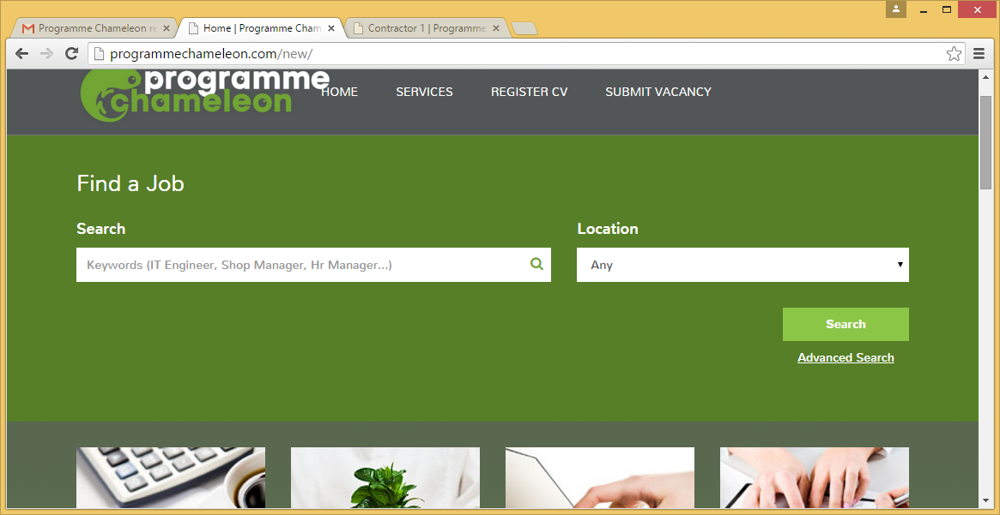 Programme Chameleon re
Home | Programme Cham
Contractor 1 | Programme
programmechameleon.com/new/
programme
chameleon
HOME SERVICES REGISTER CV SUBMIT VACANCY
Find a Job
Search Location
Keywords (IT Engineer, Shop Manager, Hr Manager...) Any
Search
Advanced Search